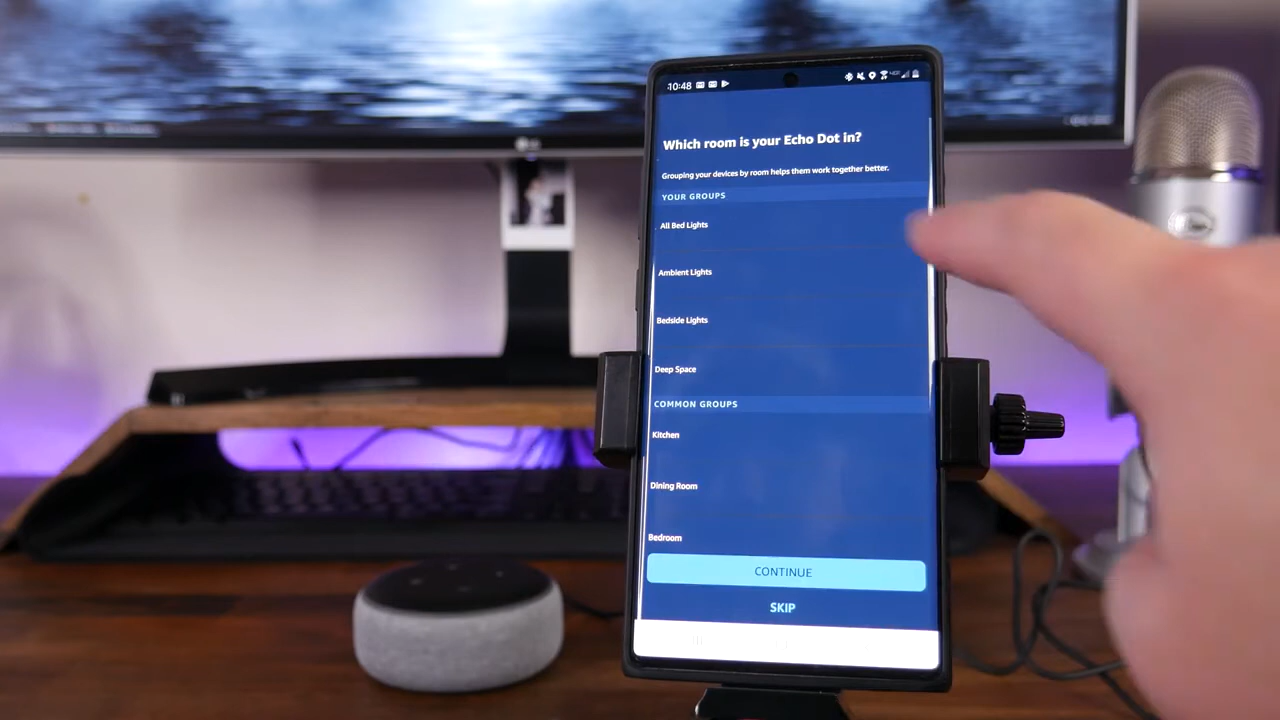 10:48
Which room is your Echo Dot in?
Grouping your devices by room helps them work together better.
YOUR GROUPS
All Bed Lights
Ambient Lights
Bedside Lights
Deep Space
COMMON GROUPS
Kitchen
Dining Room
Bedroom
CONTINUE
SKIP